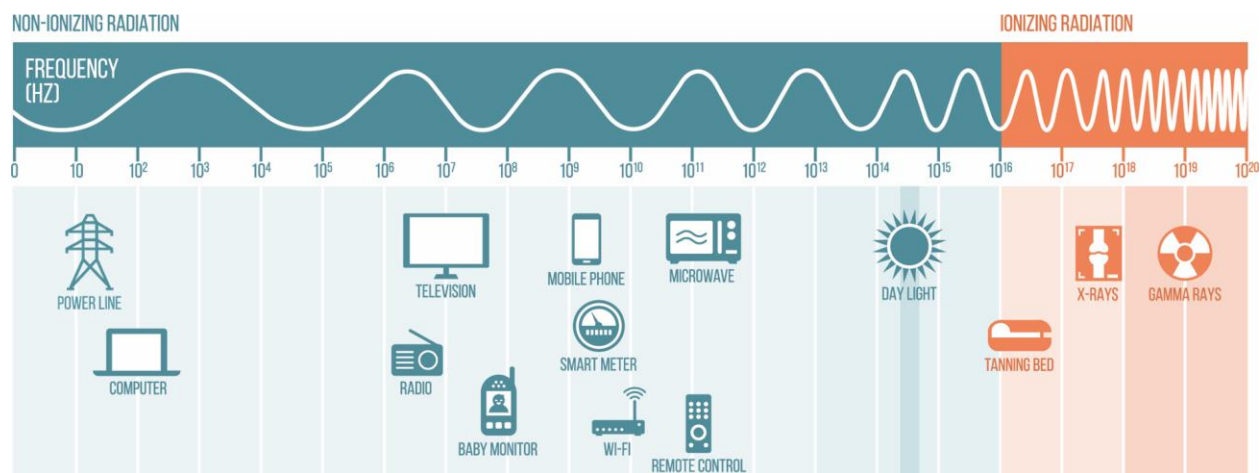 NON-IONIZING RADIATION
IONIZING RADIATION
FREQUENCY
(HZ)
0 10 10² 10³ 10⁴ 10⁵ 10⁶ 10⁷ 10⁸ 10⁹ 10¹⁰ 10¹¹ 10¹² 10¹³ 10¹⁴ 10¹⁵ 10¹⁶ 10¹⁷ 10¹⁸ 10¹⁹ 10²⁰
POWER LINE
COMPUTER
TELEVISION
RADIO
BABY MONITOR
MOBILE PHONE
SMART METER
WI-FI
MICROWAVE
REMOTE CONTROL
DAY LIGHT
TANNING BED
X-RAYS
GAMMA RAYS